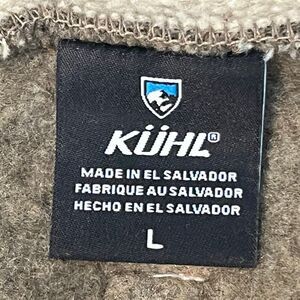 KÜHL®
MADE IN EL SALVADOR
FABRIQUE AU SALVADOR
HECHO EN EL SALVADOR
L